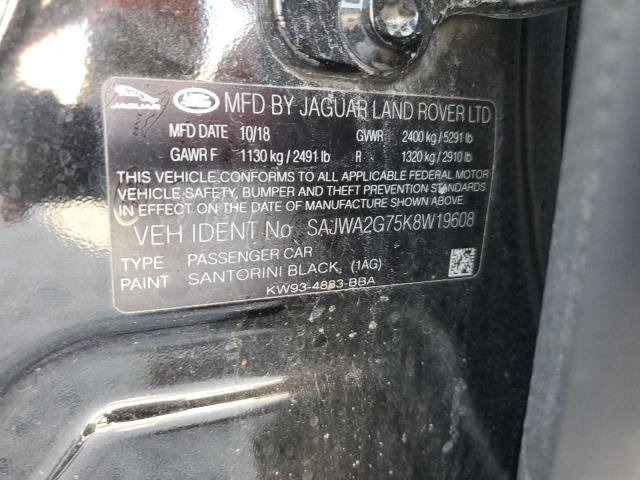 JAGUAR MFD BY JAGUAR LAND ROVER LTD
MFD DATE 10/18 GVWR 2400 kg / 5291 lb
GAWR F 1130 kg / 2491 lb R 1320 kg / 2910 lb
THIS VEHICLE CONFORMS TO ALL APPLICABLE FEDERAL MOTOR
VEHICLE SAFETY, BUMPER AND THEFT PREVENTION STANDARDS
IN EFFECT ON THE DATE OF MANUFACTURE SHOWN ABOVE.
VEH IDENT No SAJWA2G75K8W19608
TYPE PASSENGER CAR
PAINT SANTORINI BLACK (1AG)
KW93-4883-BBA